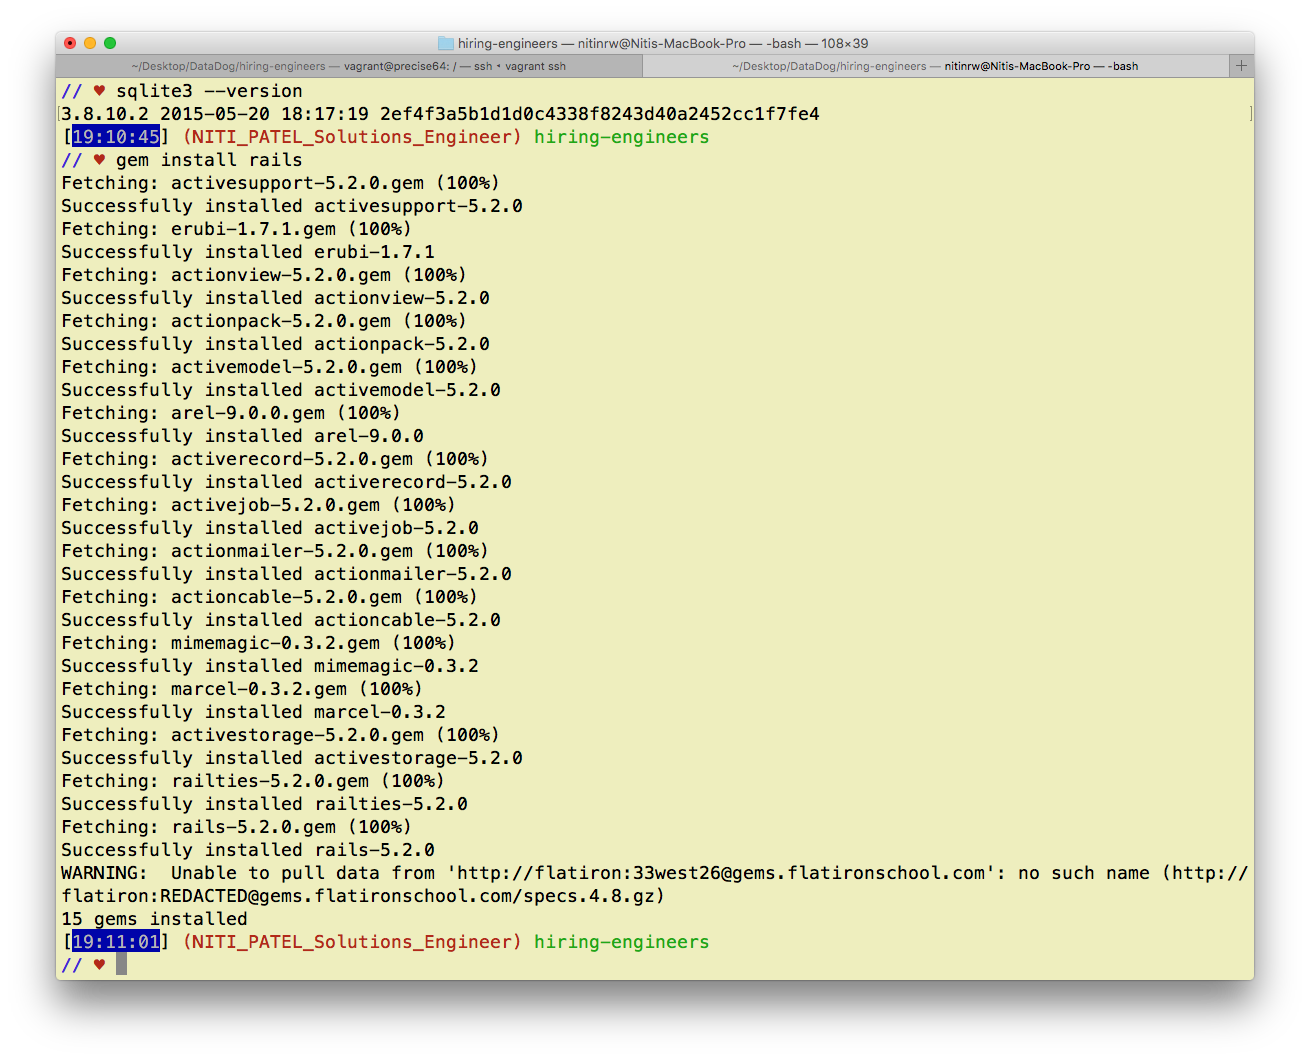 hiring-engineers — nitinrw@Nitis-MacBook-Pro — -bash — 108×39
~/Desktop/DataDog/hiring-engineers — vagrant@precise64: / — ssh ◂ vagrant ssh
~/Desktop/DataDog/hiring-engineers — nitinrw@Nitis-MacBook-Pro — -bash
// ♥ sqlite3 --version
3.8.10.2 2015-05-20 18:17:19 2ef4f3a5b1d1d0c4338f8243d40a2452cc1f7fe4
[19:10:45] (NITI_PATEL_Solutions_Engineer) hiring-engineers
// ♥ gem install rails
Fetching: activesupport-5.2.0.gem (100%)
Successfully installed activesupport-5.2.0
Fetching: erubi-1.7.1.gem (100%)
Successfully installed erubi-1.7.1
Fetching: actionview-5.2.0.gem (100%)
Successfully installed actionview-5.2.0
Fetching: actionpack-5.2.0.gem (100%)
Successfully installed actionpack-5.2.0
Fetching: activemodel-5.2.0.gem (100%)
Successfully installed activemodel-5.2.0
Fetching: arel-9.0.0.gem (100%)
Successfully installed arel-9.0.0
Fetching: activerecord-5.2.0.gem (100%)
Successfully installed activerecord-5.2.0
Fetching: activejob-5.2.0.gem (100%)
Successfully installed activejob-5.2.0
Fetching: actionmailer-5.2.0.gem (100%)
Successfully installed actionmailer-5.2.0
Fetching: actioncable-5.2.0.gem (100%)
Successfully installed actioncable-5.2.0
Fetching: mimemagic-0.3.2.gem (100%)
Successfully installed mimemagic-0.3.2
Fetching: marcel-0.3.2.gem (100%)
Successfully installed marcel-0.3.2
Fetching: activestorage-5.2.0.gem (100%)
Successfully installed activestorage-5.2.0
Fetching: railties-5.2.0.gem (100%)
Successfully installed railties-5.2.0
Fetching: rails-5.2.0.gem (100%)
Successfully installed rails-5.2.0
WARNING:  Unable to pull data from 'http://flatiron:33west26@gems.flatironschool.com': no such name (http://
flatiron:REDACTED@gems.flatironschool.com/specs.4.8.gz)
15 gems installed
[19:11:01] (NITI_PATEL_Solutions_Engineer) hiring-engineers
// ♥